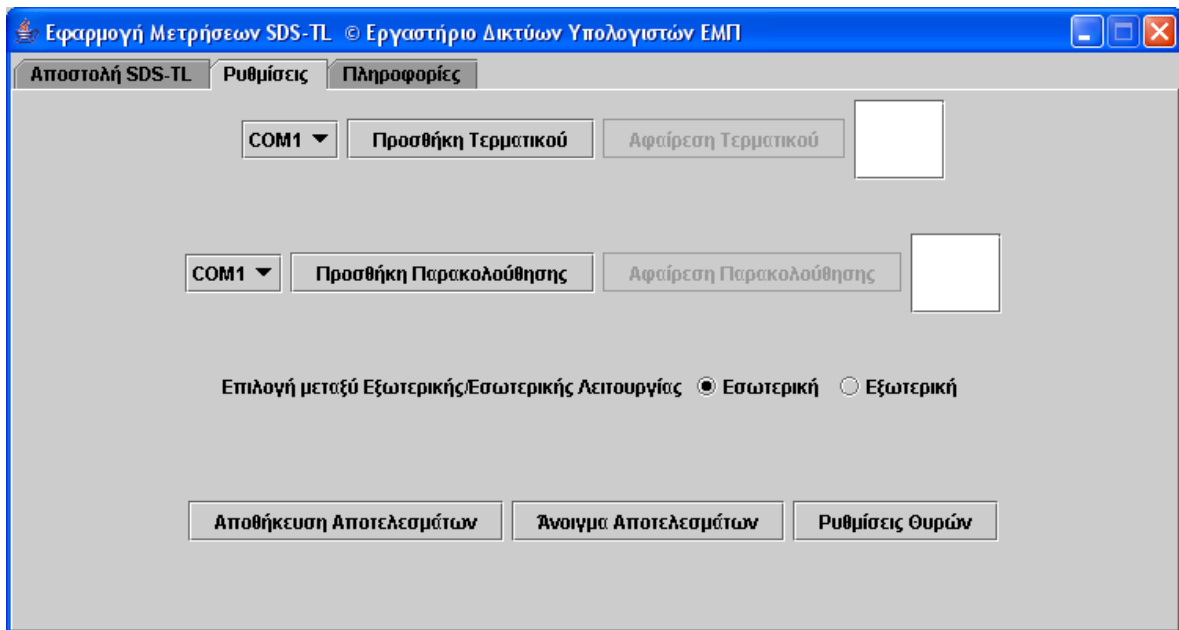 Εφαρμογή Μετρήσεων SDS-TL © Εργαστήριο Δικτύων Υπολογιστών ΕΜΠ
Αποστολή SDS-TL Ρυθμίσεις Πληροφορίες
COM1 Προσθήκη Τερματικού Αφαίρεση Τερματικού
COM1 Προσθήκη Παρακολούθησης Αφαίρεση Παρακολούθησης
Επιλογή μεταξύ Εξωτερικής/Εσωτερικής Λειτουργίας Εσωτερική Εξωτερική
Αποθήκευση Αποτελεσμάτων Άνοιγμα Αποτελεσμάτων Ρυθμίσεις Θυρών